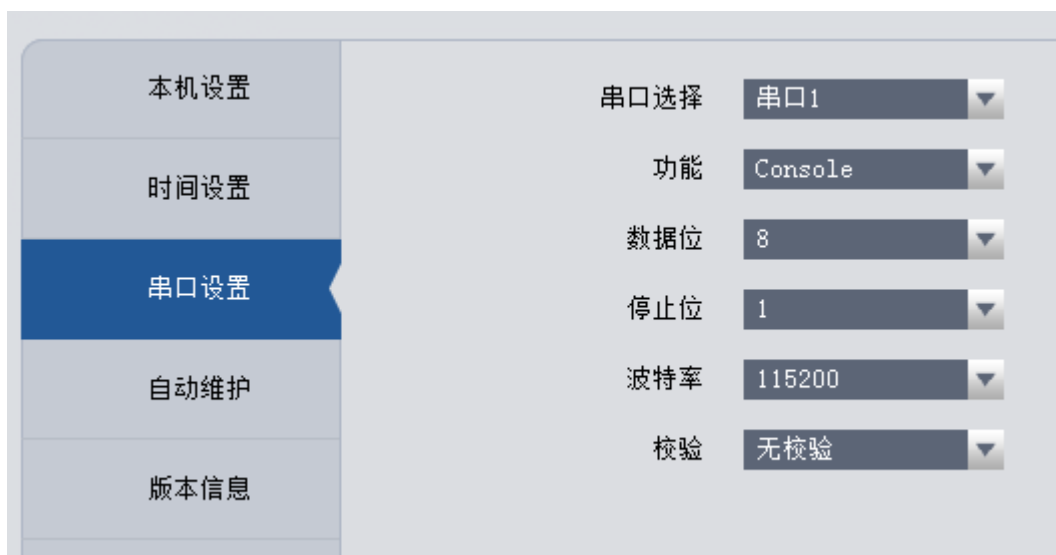 本机设置
时间设置
串口设置
自动维护
版本信息
串口选择 串口1
功能 Console
数据位 8
停止位 1
波特率 115200
校验 无校验